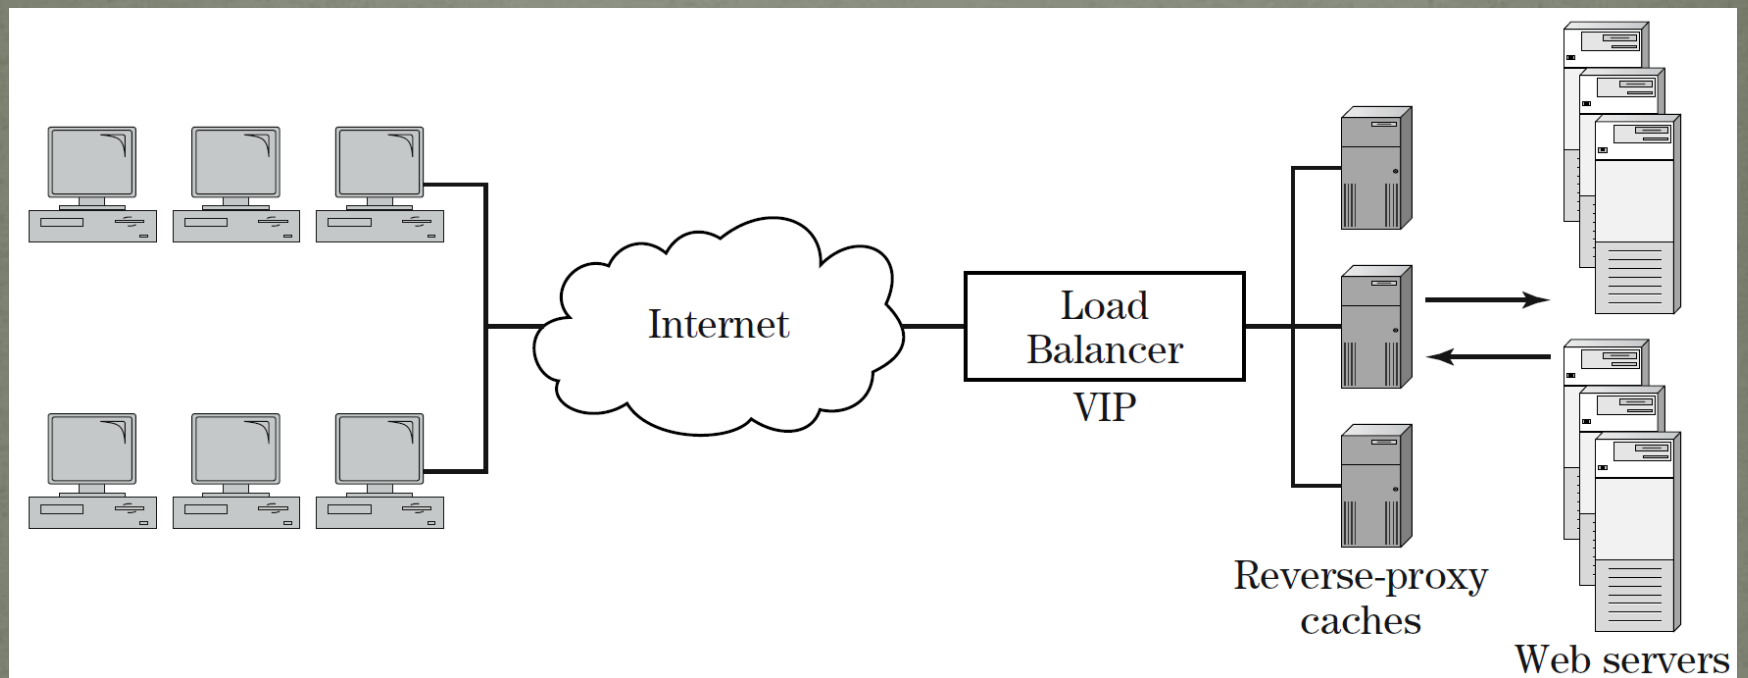 Internet
Load
Balancer
VIP
Reverse-proxy
caches
Web servers